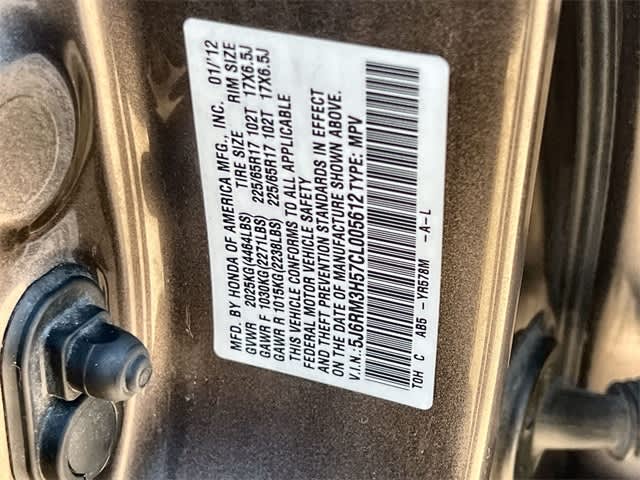 MFD. BY HONDA OF AMERICA MFG., INC. 01/'12
TIRE SIZE RIM SIZE
GVWR 2025KG(4464LBS)
GAWR F 1030KG(2271LBS) 225/65R17 102T 17X6.5J
GAWR R 1015KG(2238LBS) 225/65R17 102T 17X6.5J
THIS VEHICLE CONFORMS TO ALL APPLICABLE
FEDERAL MOTOR VEHICLE SAFETY
AND THEFT PREVENTION STANDARDS IN EFFECT
ON THE DATE OF MANUFACTURE SHOWN ABOVE.
V.I.N.:5J6RM3H57CL005612 TYPE: MPV
TOH C AB5 - YR578M -A-L